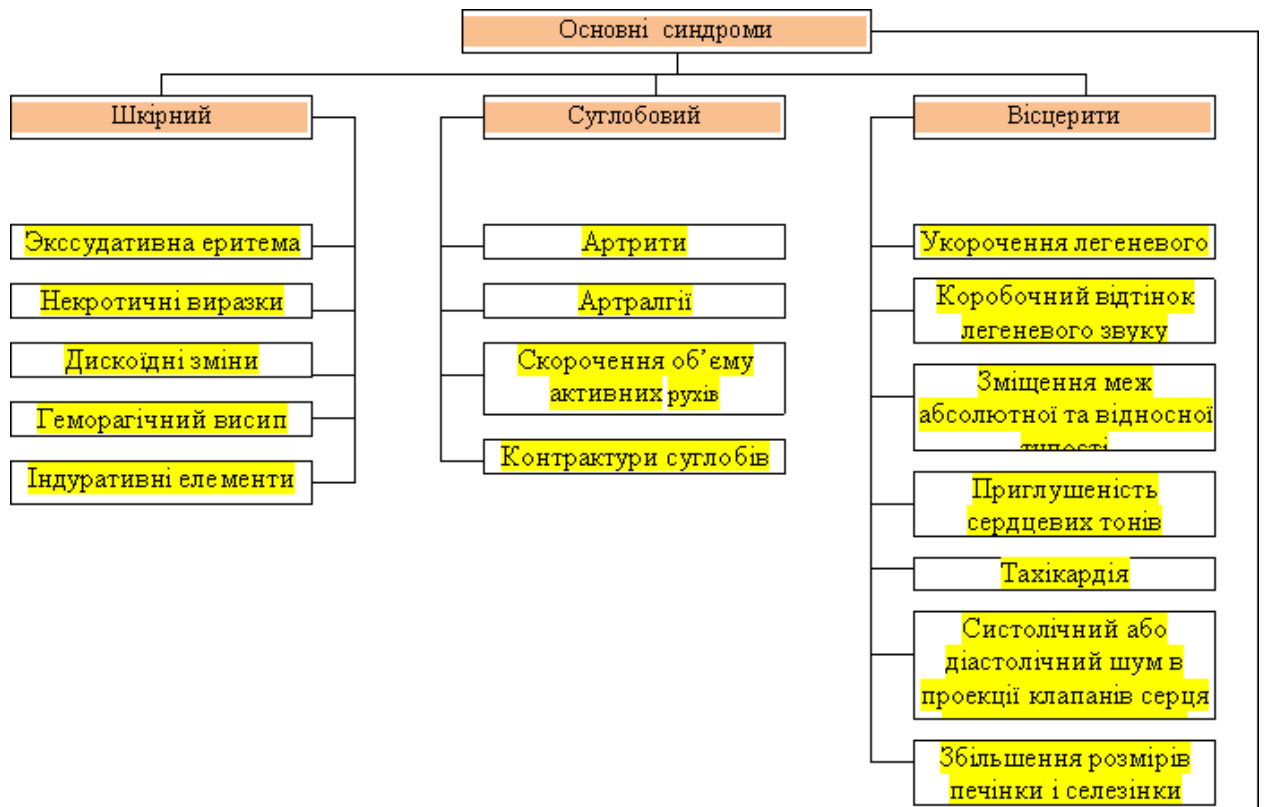 Основні синдроми
Шкірний
Экссудативна еритема
Некротичні виразки
Дискоїдні зміни
Геморагічний висип
Індуративні елементи
Суглобовий
Артрити
Артралгії
Скорочення об’єму
активних рухів
Контрактури суглобів
Вісцерити
Укорочення легеневого
Коробочний відтінок
легеневого звуку
Зміщення меж
абсолютної та відносної
тупості
Приглушеність
сердцевих тонів
Тахікардія
Систолічний або
діастолічний шум в
проекції клапанів серця
Збільшення розмірів
печінки і селезінки